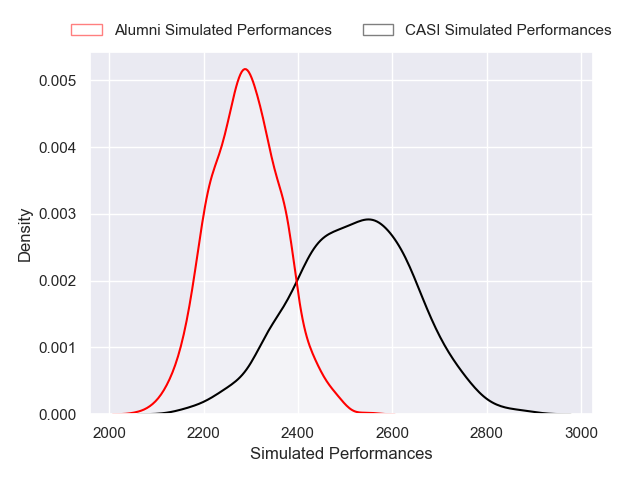 Alumni Simulated Performances CASI Simulated Performances
0.005
0.004
0.003
0.002
0.001
0.000
Density
2000 2200 2400 2600 2800 3000
Simulated Performances